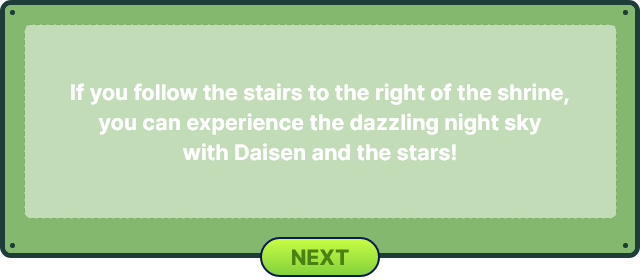 If you follow the stairs to the right of the shrine,
you can experience the dazzling night sky
with Daisen and the stars!
NEXT